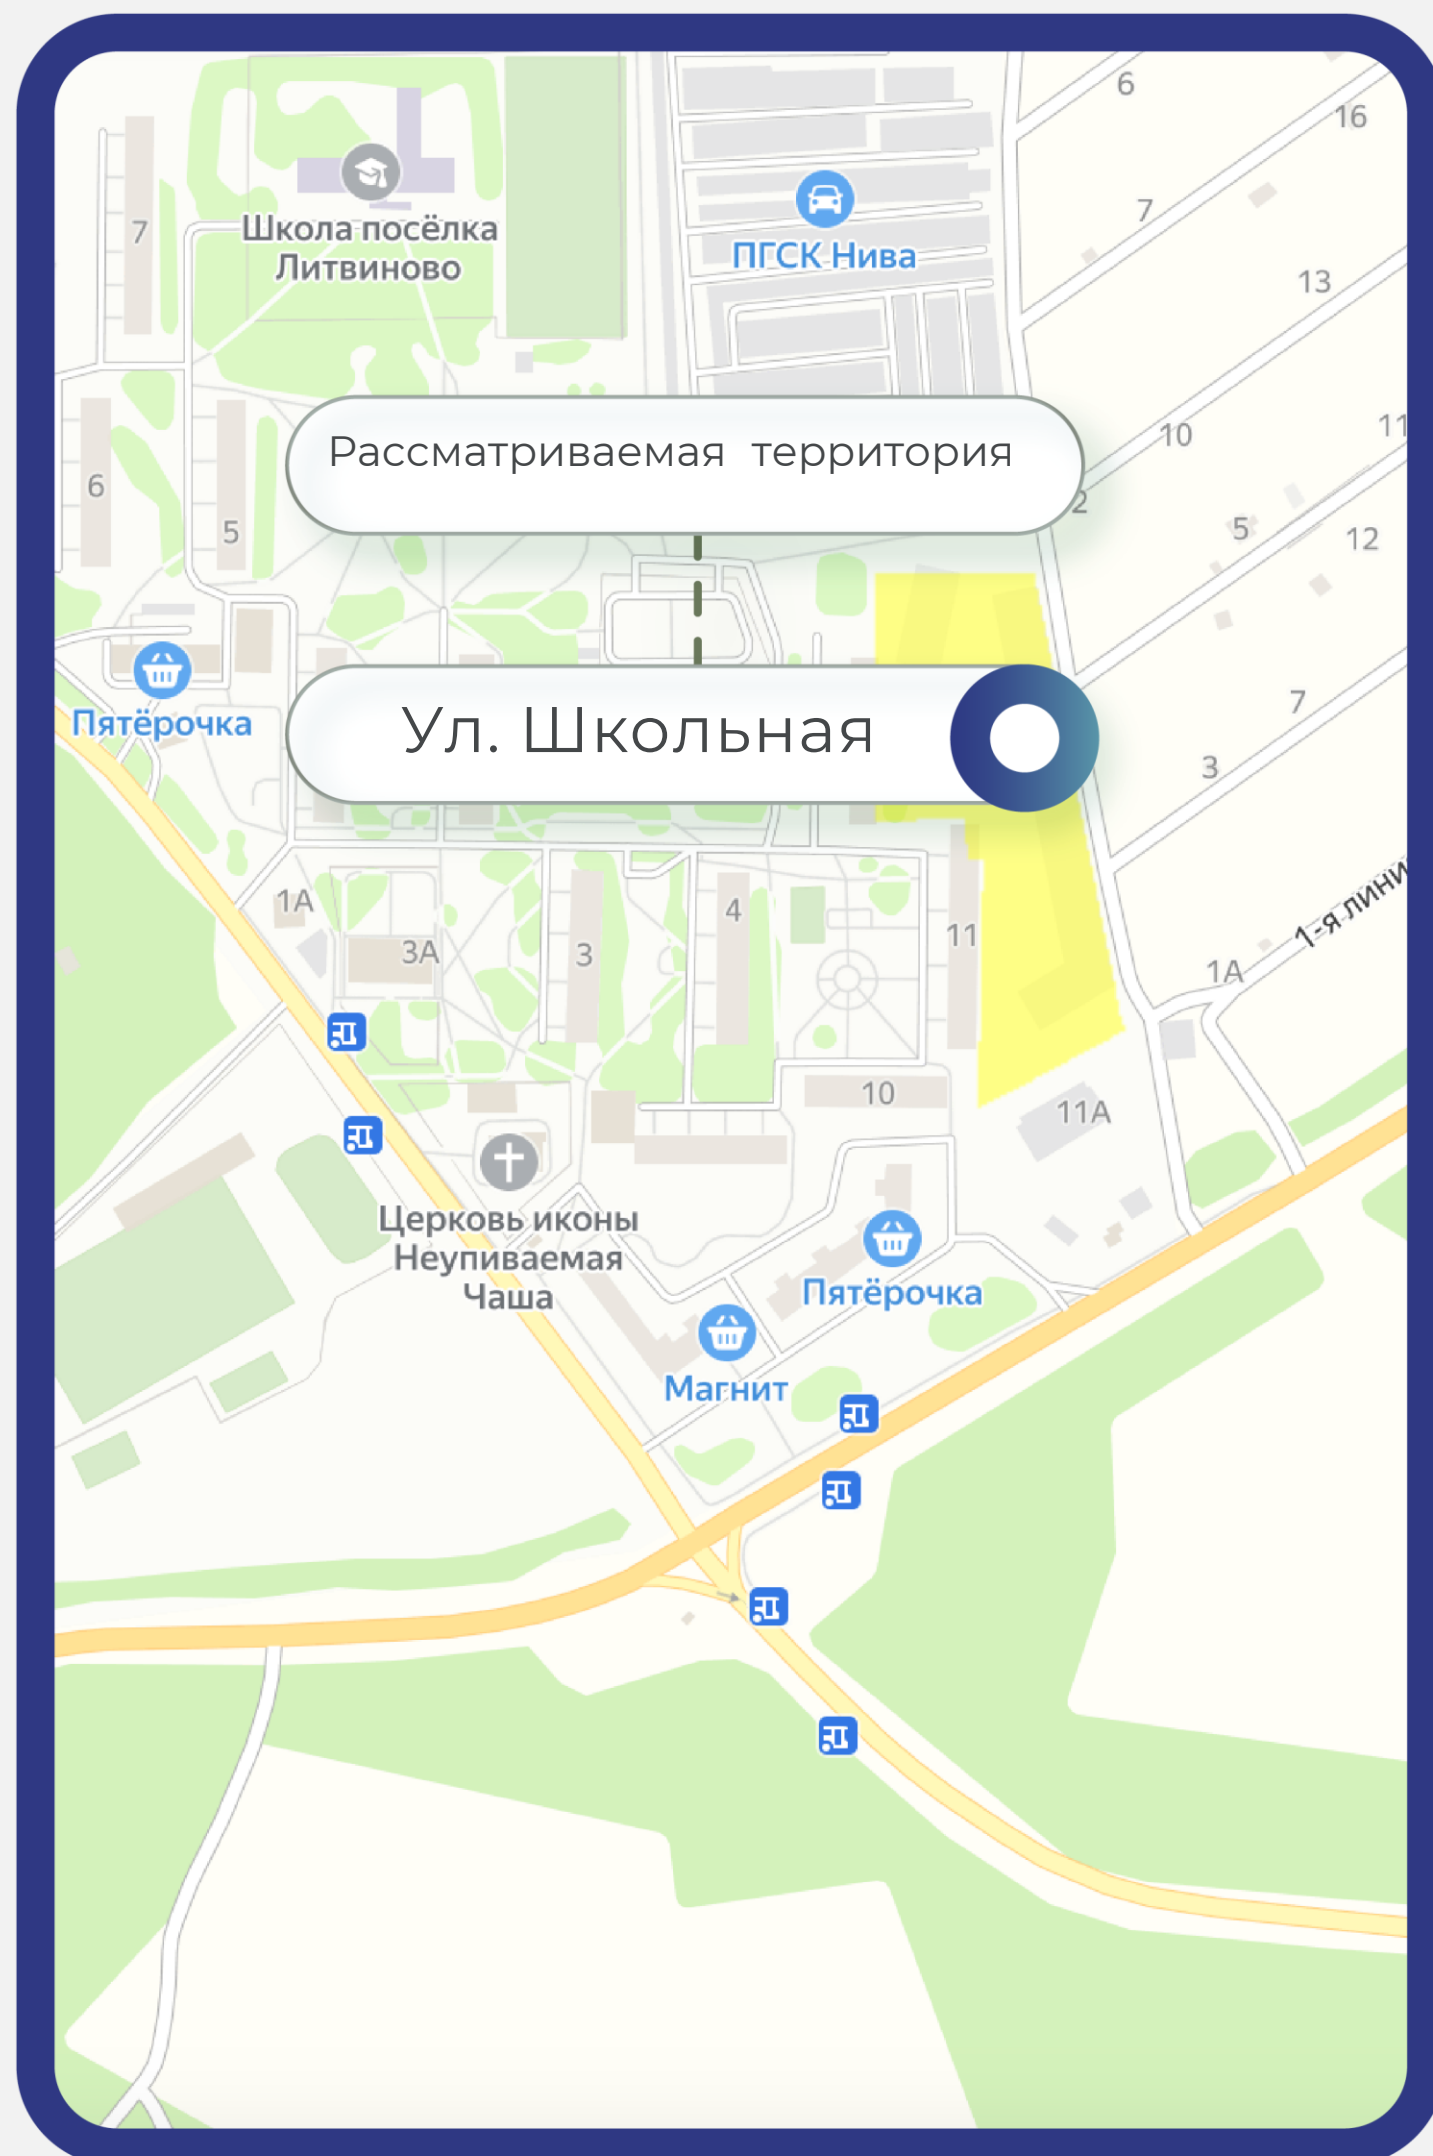 6
16
7
Школа посёлка
Литвиново
ПГСК Нива
7
13
10
11
6
5
Рассматриваемая территория
2
5
12
Пятёрочка
Ул. Школьная
7
3
1А
3А
3
4
11
1-я лини
1А
10
11А
Церковь иконы
Неупиваемая
Чаша
Пятёрочка
Магнит